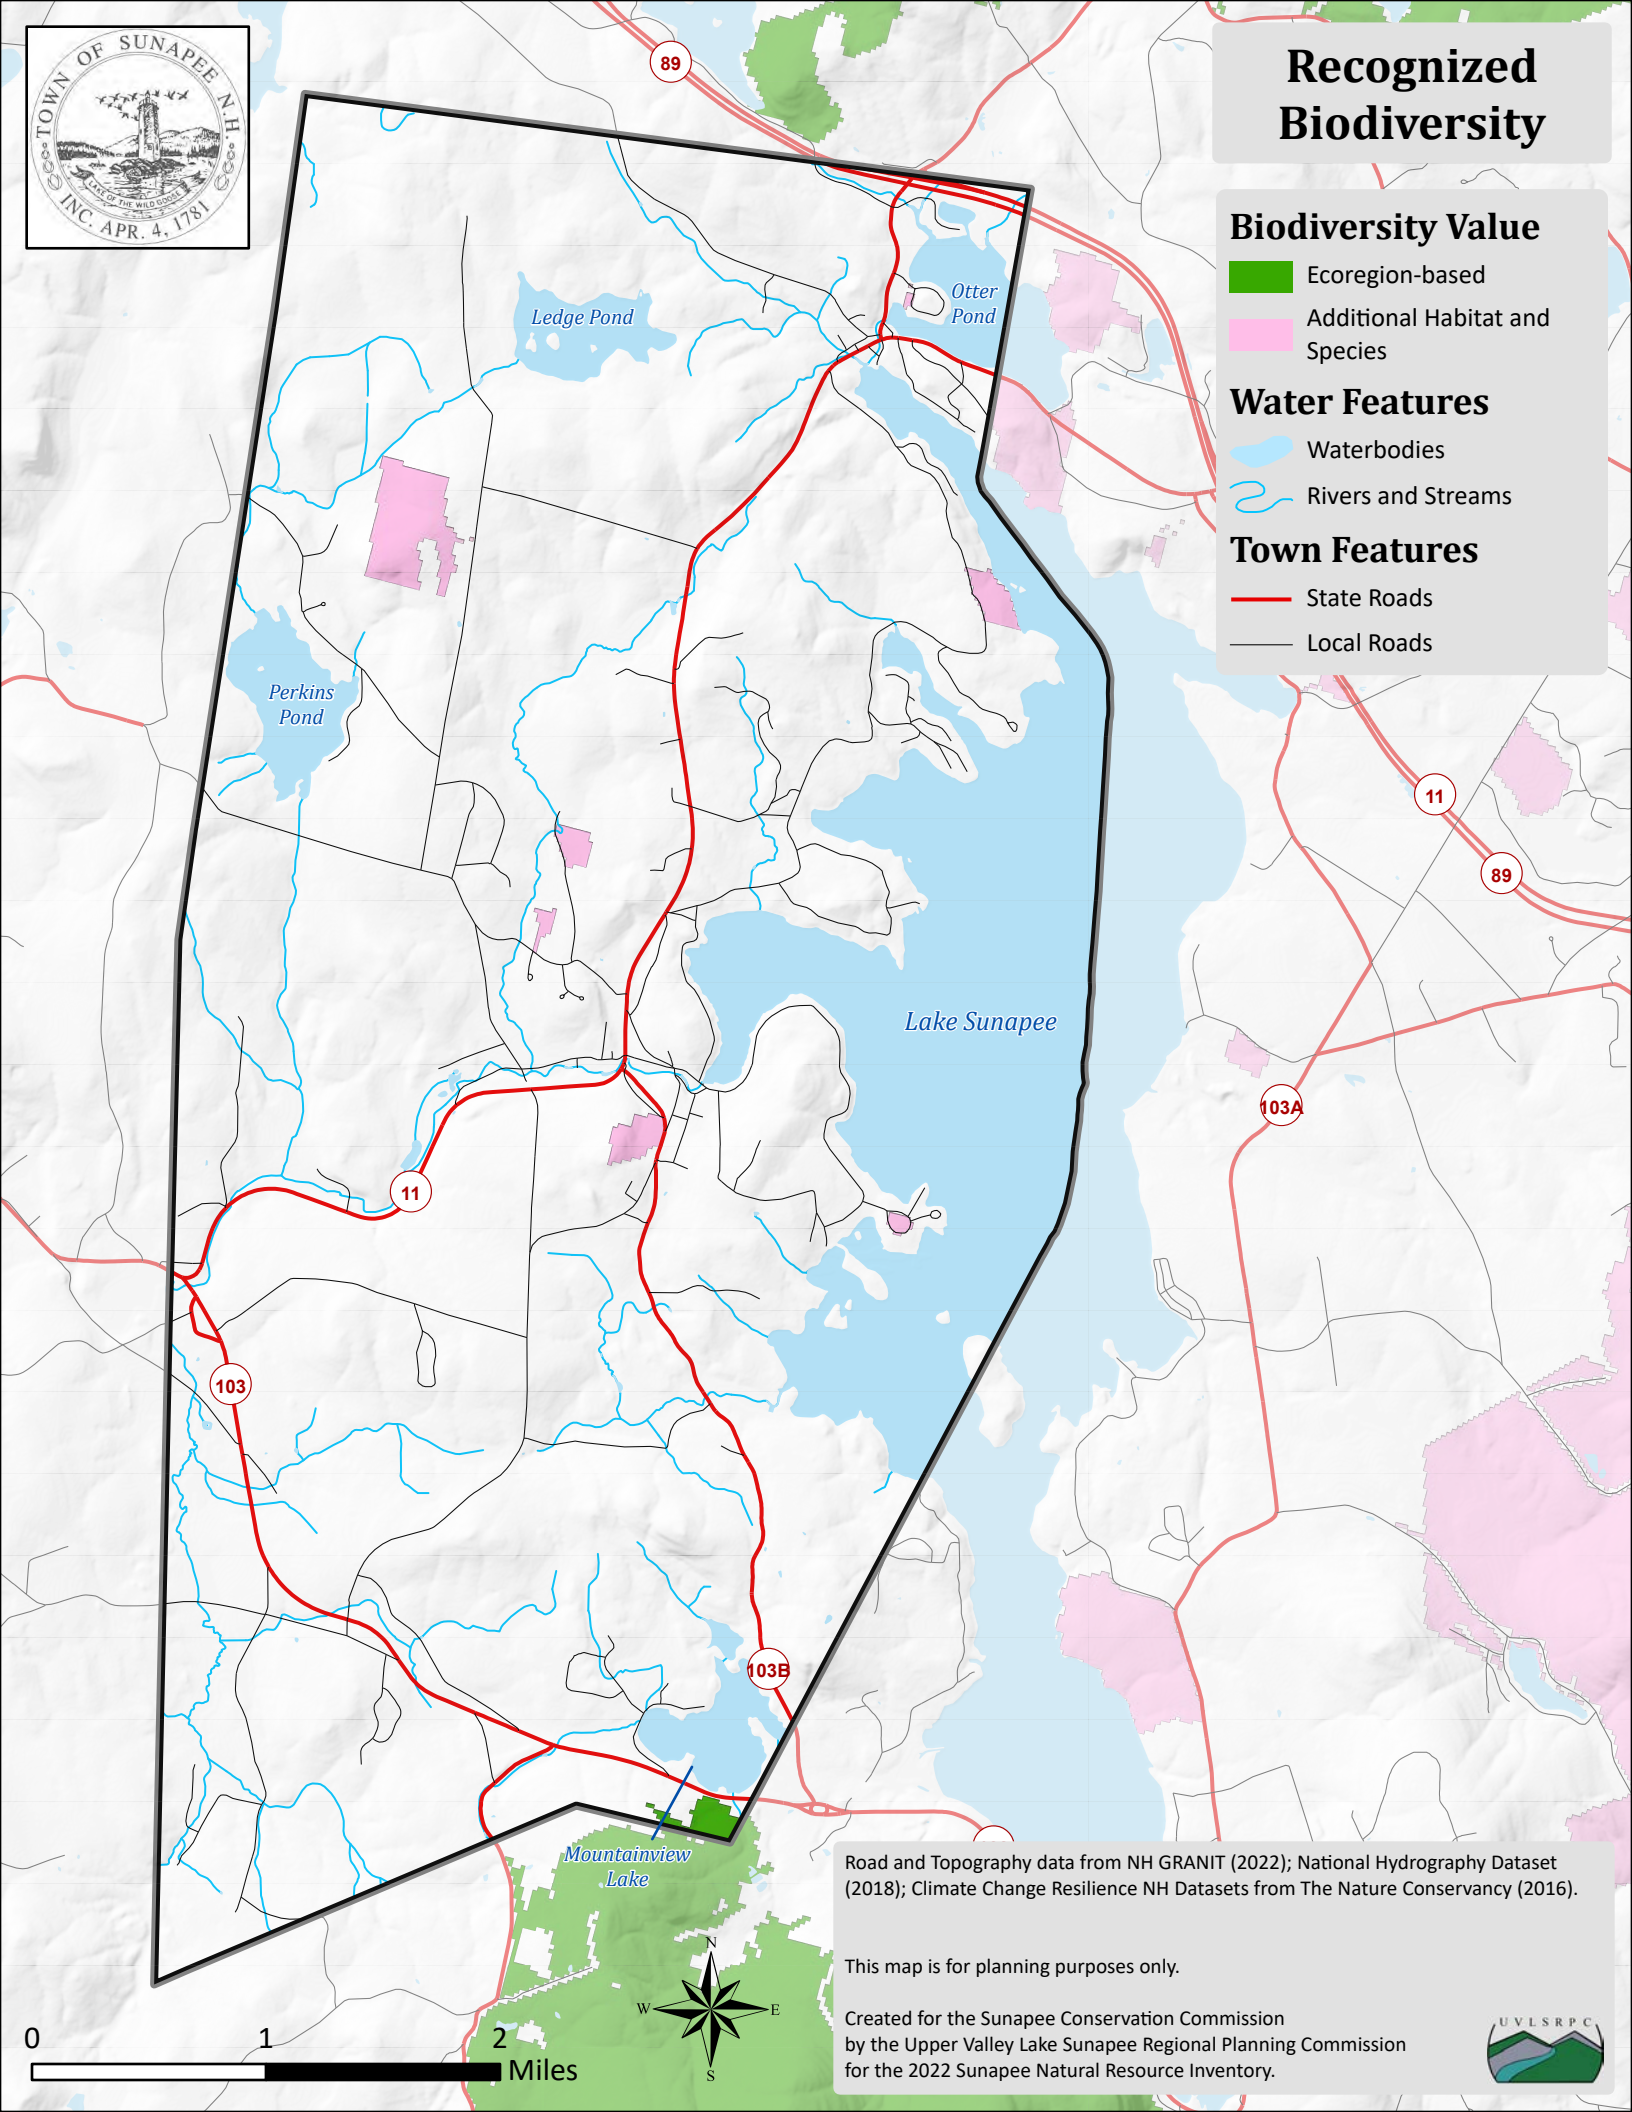 TOWN OF SUNAPEE N.H.
LAKE OF THE WILD GOOSE
INC. APR. 4, 1781
Recognized
Biodiversity
Biodiversity Value
Ecoregion-based
Additional Habitat and
Species
Water Features
Waterbodies
Rivers and Streams
Town Features
State Roads
Local Roads
89
Otter
Pond
Ledge Pond
Perkins
Pond
11
89
Lake Sunapee
103A
11
103
103B
Mountainview
Lake
N
W
E
S
0
1
2
Miles
Road and Topography data from NH GRANIT (2022); National Hydrography Dataset
(2018); Climate Change Resilience NH Datasets from The Nature Conservancy (2016).
This map is for planning purposes only.
Created for the Sunapee Conservation Commission
by the Upper Valley Lake Sunapee Regional Planning Commission
for the 2022 Sunapee Natural Resource Inventory.
UVLSRPC